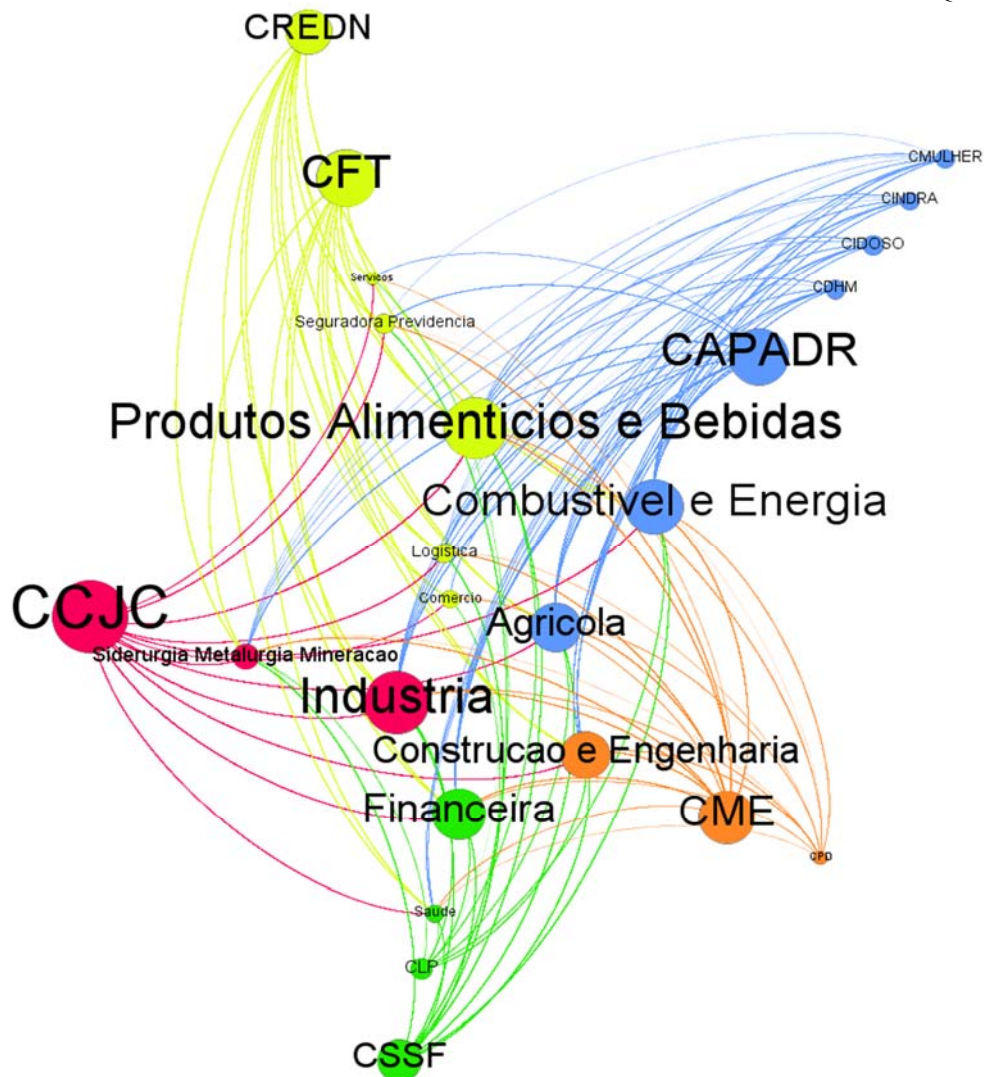 CREDN
CFT
CMULHER
CINDRA
CIDOSO
Servicos
CDHM
Seguradora Previdencia
CAPADR
Produtos Alimenticios e Bebidas
Combustivel e Energia
Logistica
Comercio
CCJC
Agricola
Siderurgia Metalurgia Mineracao
Industria
Construcao e Engenharia
Financeira
CME
CPD
Saude
CLP
CSSF